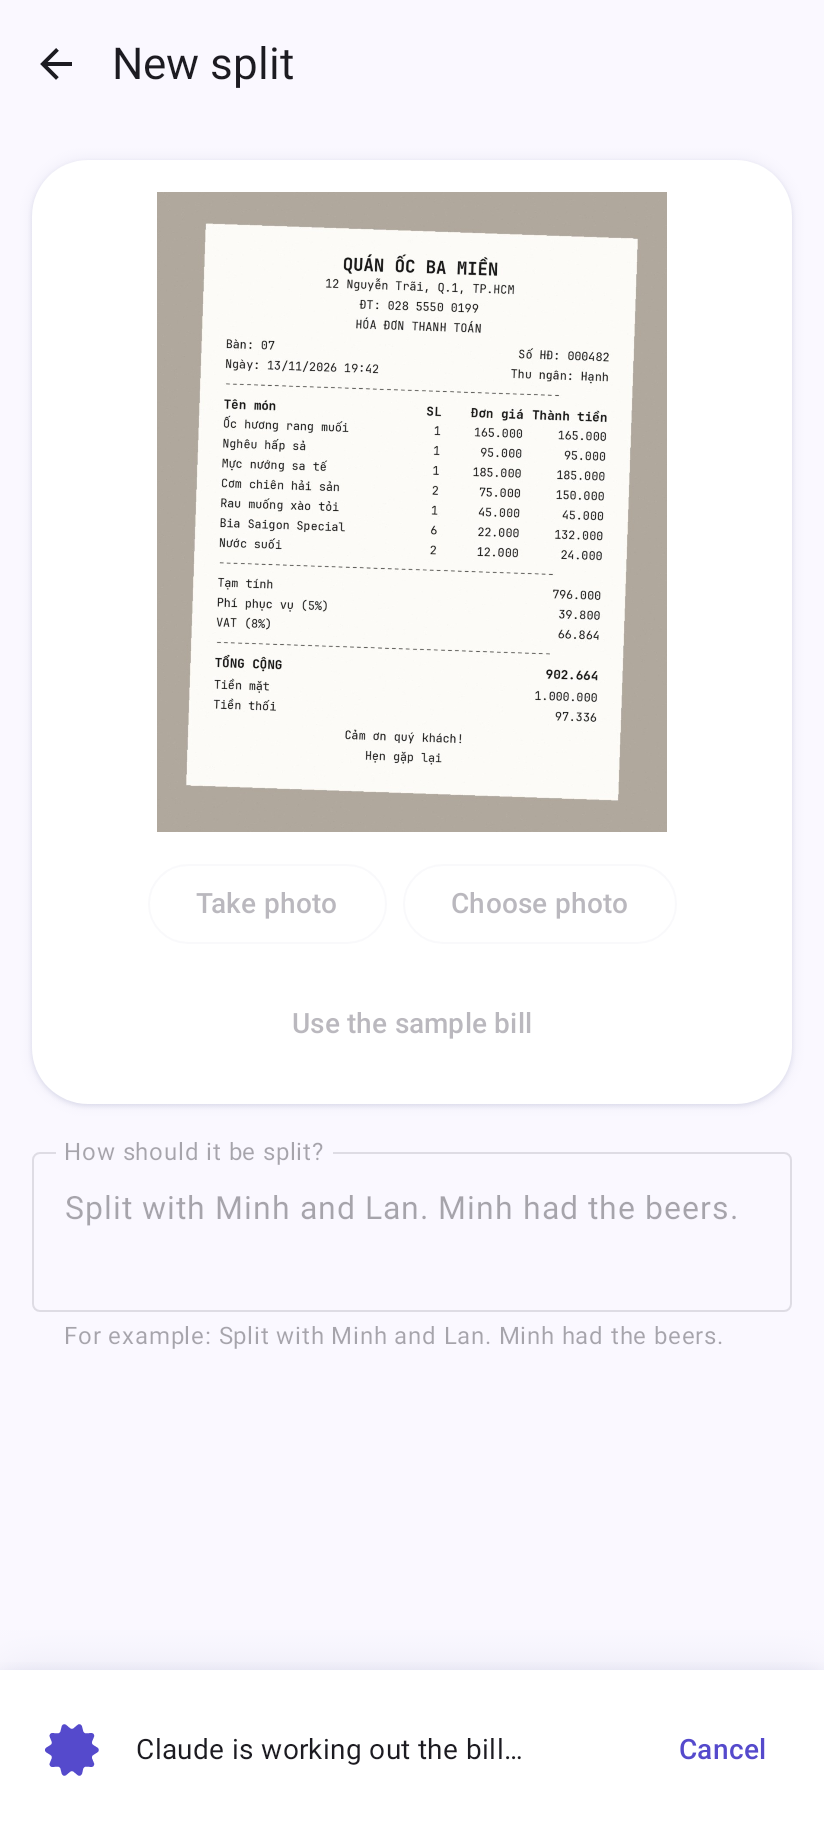 New split
QUÁN ỐC BA MIỀN
12 Nguyễn Trãi, Q.1, TP.HCM
ĐT: 028 5550 0199
HÓA ĐƠN THANH TOÁN
Bàn: 07 Số HĐ: 000482
Ngày: 13/11/2026 19:42 Thu ngân: Hạnh
Tên món SL Đơn giá Thành tiền
Ốc hương rang muối 1 165.000 165.000
Nghêu hấp sả 1 95.000 95.000
Mực nướng sa tế 1 185.000 185.000
Cơm chiên hải sản 2 75.000 150.000
Rau muống xào tỏi 1 45.000 45.000
Bia Saigon Special 6 22.000 132.000
Nước suối 2 12.000 24.000
Tạm tính 796.000
Phí phục vụ (5%) 39.800
VAT (8%) 66.864
TỔNG CỘNG 902.664
Tiền mặt 1.000.000
Tiền thối 97.336
Cảm ơn quý khách!
Hẹn gặp lại
Take photo Choose photo
Use the sample bill
How should it be split?
Split with Minh and Lan. Minh had the beers.
For example: Split with Minh and Lan. Minh had the beers.
Claude is working out the bill… Cancel